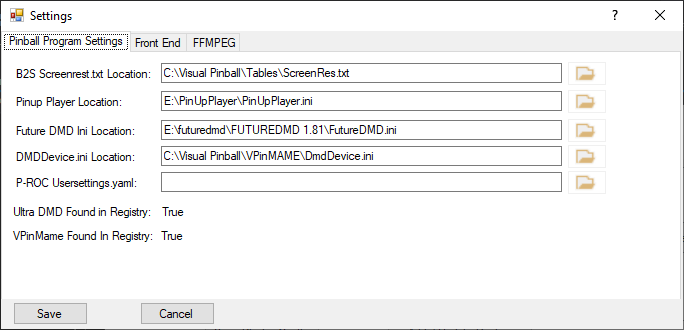 Settings
Pinball Program Settings Front End FFMPEG
B2S Screenrest.txt Location: C:\Visual Pinball\Tables\ScreenRes.txt
Pinup Player Location: E:\PinUpPlayer\PinUpPlayer.ini
Future DMD Ini Location: E:\futuredmd\FUTUREDMD 1.81\FutureDMD.ini
DMDDevice.ini Location: C:\Visual Pinball\VPinMAME\DmdDevice.ini
P-ROC Usersettings.yaml:
Ultra DMD Found in Registry: True
VPinMame Found In Registry: True
Save Cancel